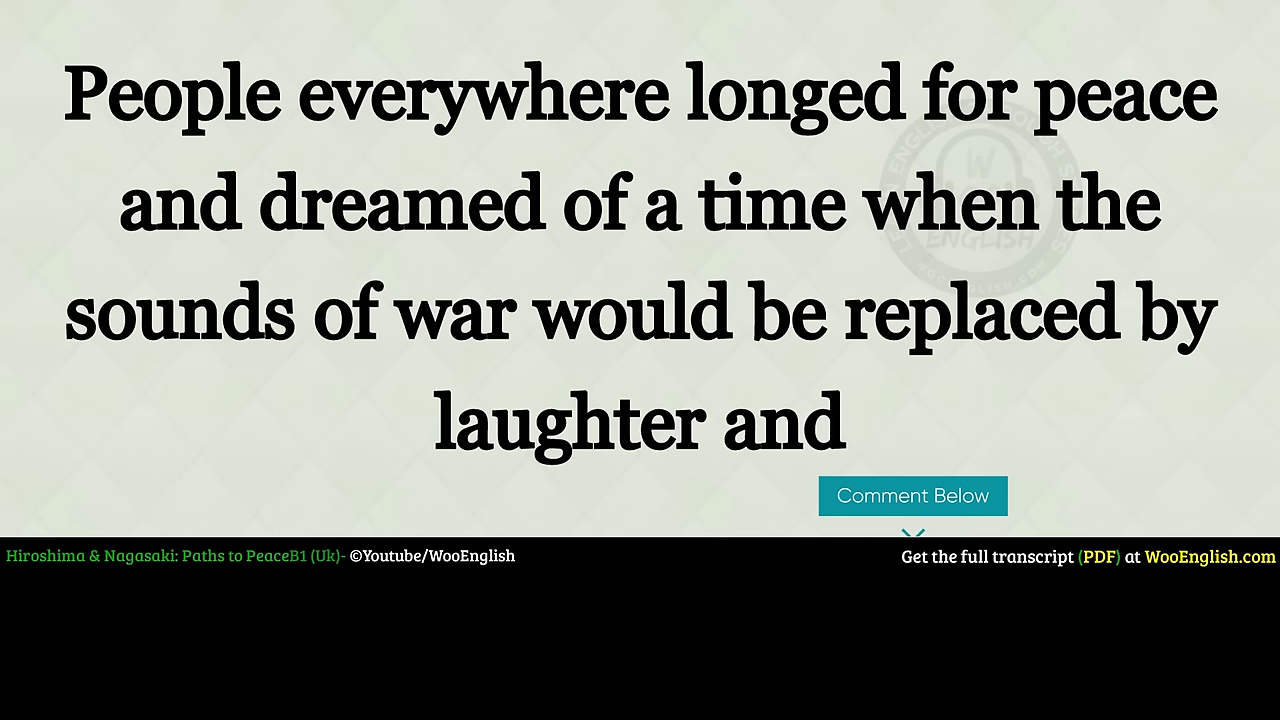 People everywhere longed for peace
and dreamed of a time when the
sounds of war would be replaced by
laughter and
Comment Below
Hiroshima & Nagasaki: Paths to PeaceB1 (Uk)- ©Youtube/WooEnglish
Get the full transcript (PDF) at WooEnglish.com